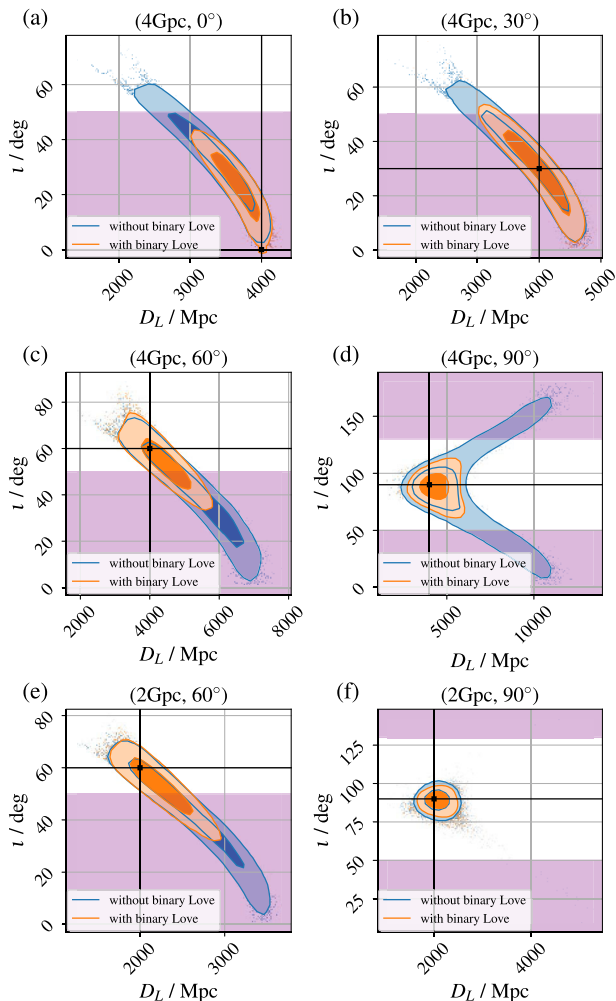 (a) (4Gpc, 0°)
ι / deg
60
40
20
0
without binary Love
with binary Love
2000 3000 4000
D_L / Mpc
(b) (4Gpc, 30°)
ι / deg
60
40
20
0
without binary Love
with binary Love
2000 3000 4000 5000
D_L / Mpc
(c) (4Gpc, 60°)
ι / deg
80
60
40
20
0
without binary Love
with binary Love
2000 4000 6000 8000
D_L / Mpc
(d) (4Gpc, 90°)
ι / deg
150
100
50
0
without binary Love
with binary Love
5000 10000
D_L / Mpc
(e) (2Gpc, 60°)
ι / deg
80
60
40
20
0
without binary Love
with binary Love
2000 3000
D_L / Mpc
(f) (2Gpc, 90°)
ι / deg
125
100
75
50
without binary Love
with binary Love
2000 4000
D_L / Mpc